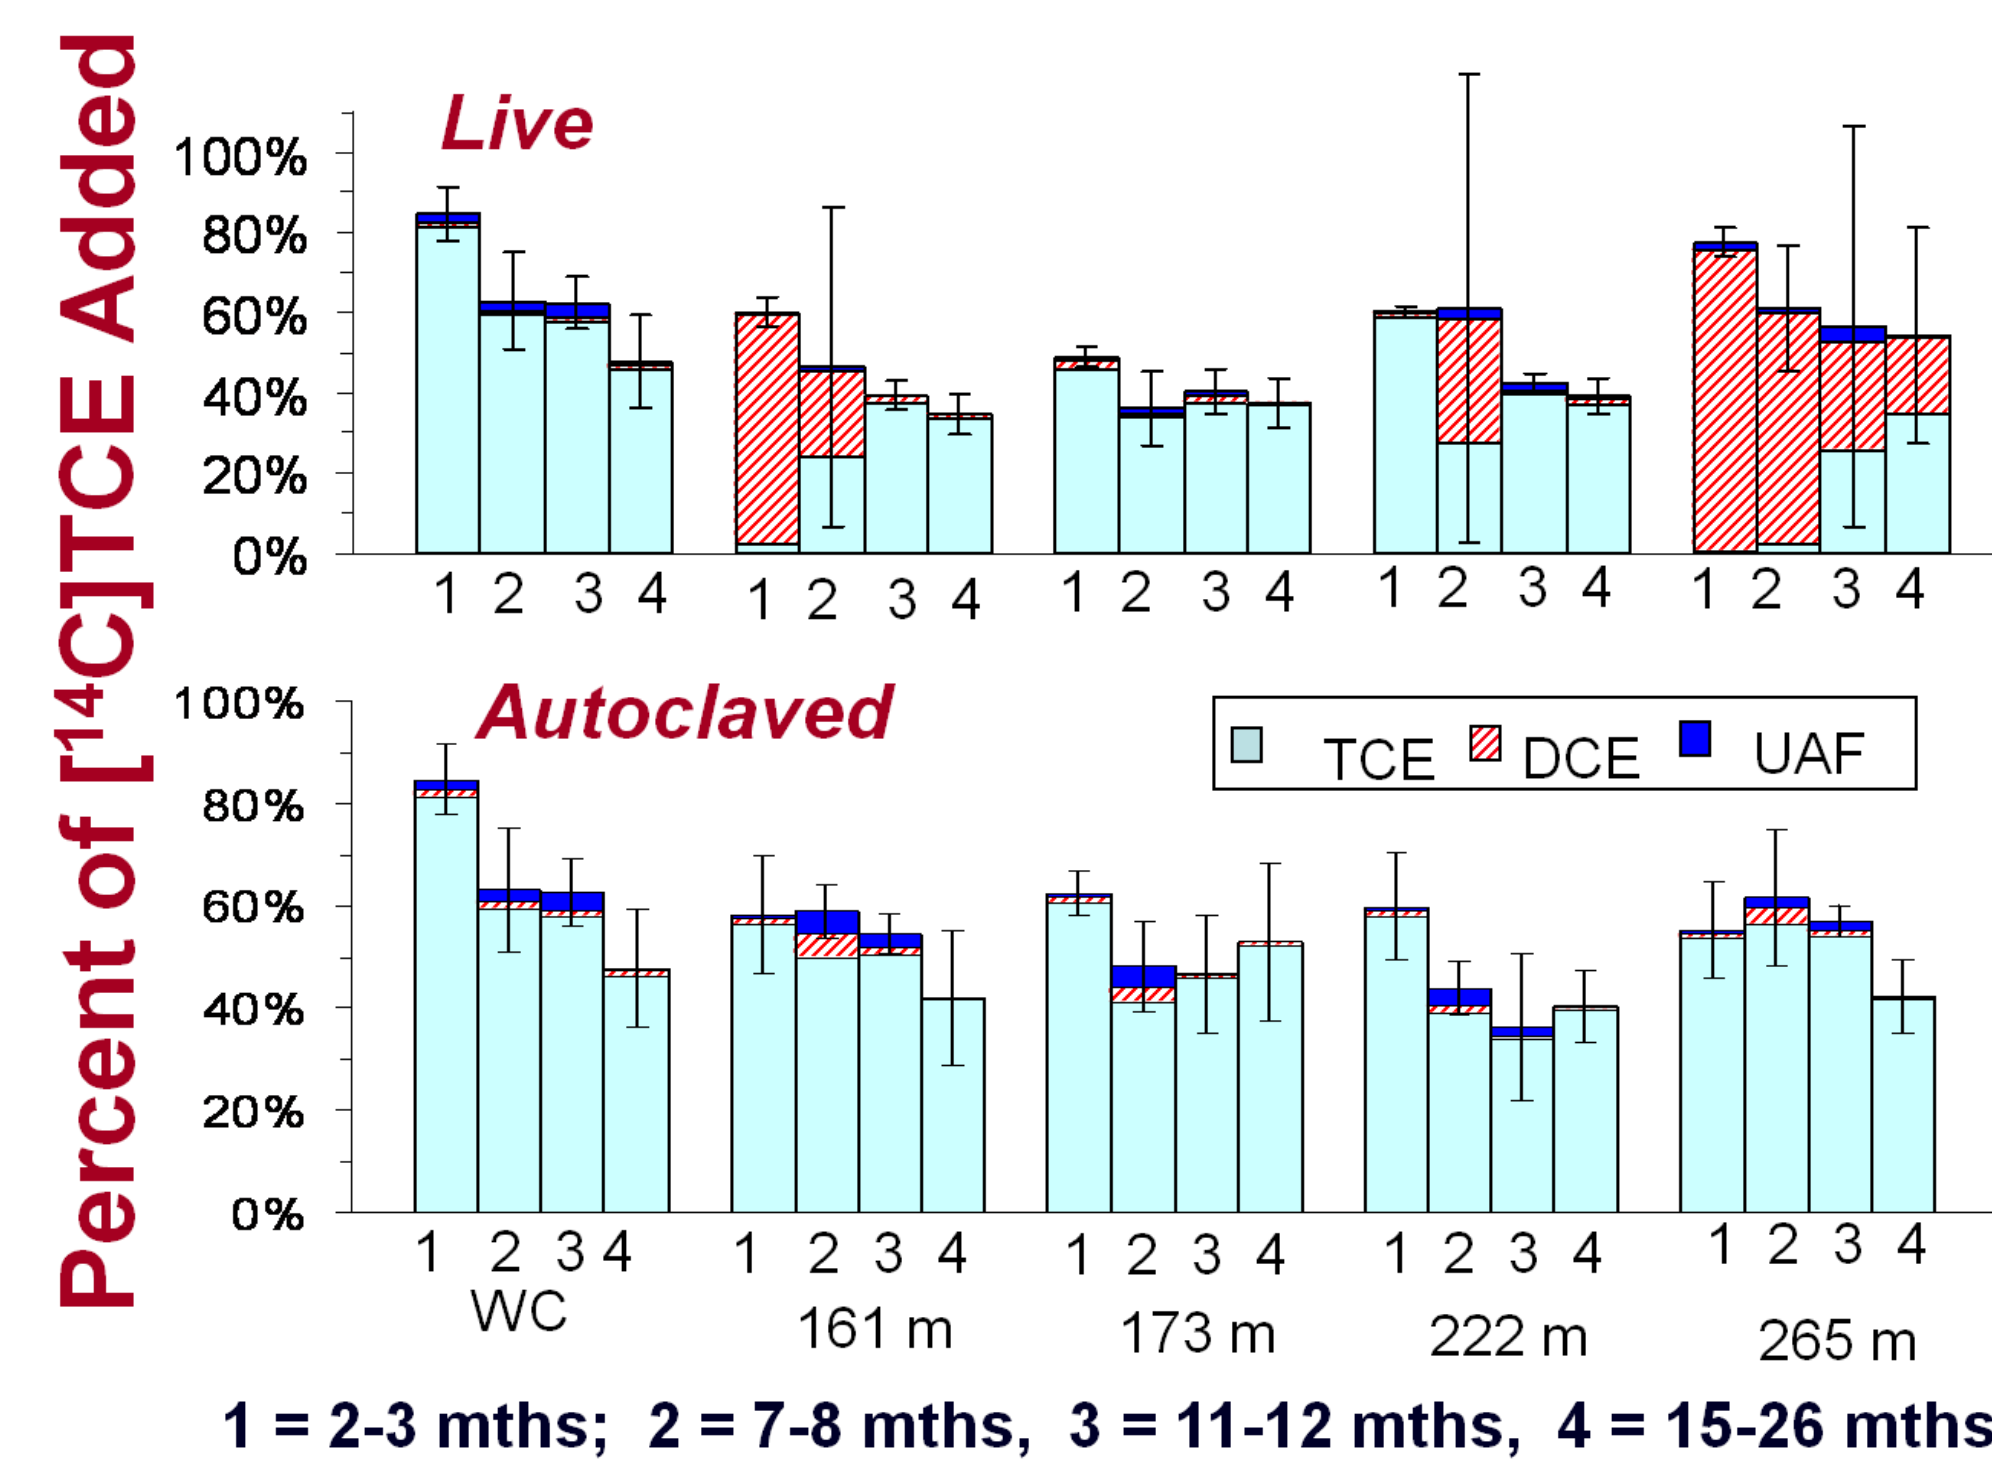 Percent of [¹⁴C]TCE Added
Live
100%
80%
60%
40%
20%
0%
1 2 3 4 1 2 3 4 1 2 3 4 1 2 3 4 1 2 3 4
Autoclaved
TCE DCE UAF
100%
80%
60%
40%
20%
0%
1 2 3 4 1 2 3 4 1 2 3 4 1 2 3 4 1 2 3 4
WC 161 m 173 m 222 m 265 m
1 = 2-3 mths; 2 = 7-8 mths, 3 = 11-12 mths, 4 = 15-26 mths